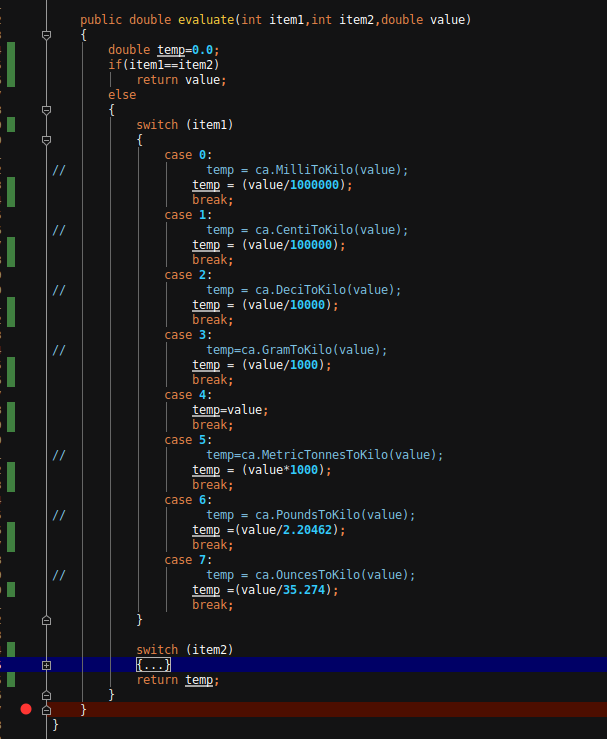 public double evaluate(int item1,int item2,double value)
{
double temp=0.0;
if(item1==item2)
return value;
else
{
switch (item1)
{
case 0:
// temp = ca.MilliToKilo(value);
temp = (value/1000000);
break;
case 1:
// temp = ca.CentiToKilo(value);
temp = (value/100000);
break;
case 2:
// temp = ca.DeciToKilo(value);
temp = (value/10000);
break;
case 3:
// temp=ca.GramToKilo(value);
temp = (value/1000);
break;
case 4:
temp=value;
break;
case 5:
// temp=ca.MetricTonnesToKilo(value);
temp = (value*1000);
break;
case 6:
// temp = ca.PoundsToKilo(value);
temp =(value/2.20462);
break;
case 7:
// temp = ca.OuncesToKilo(value);
temp =(value/35.274);
break;
}
switch (item2)
{...}
return temp;
}
}
}